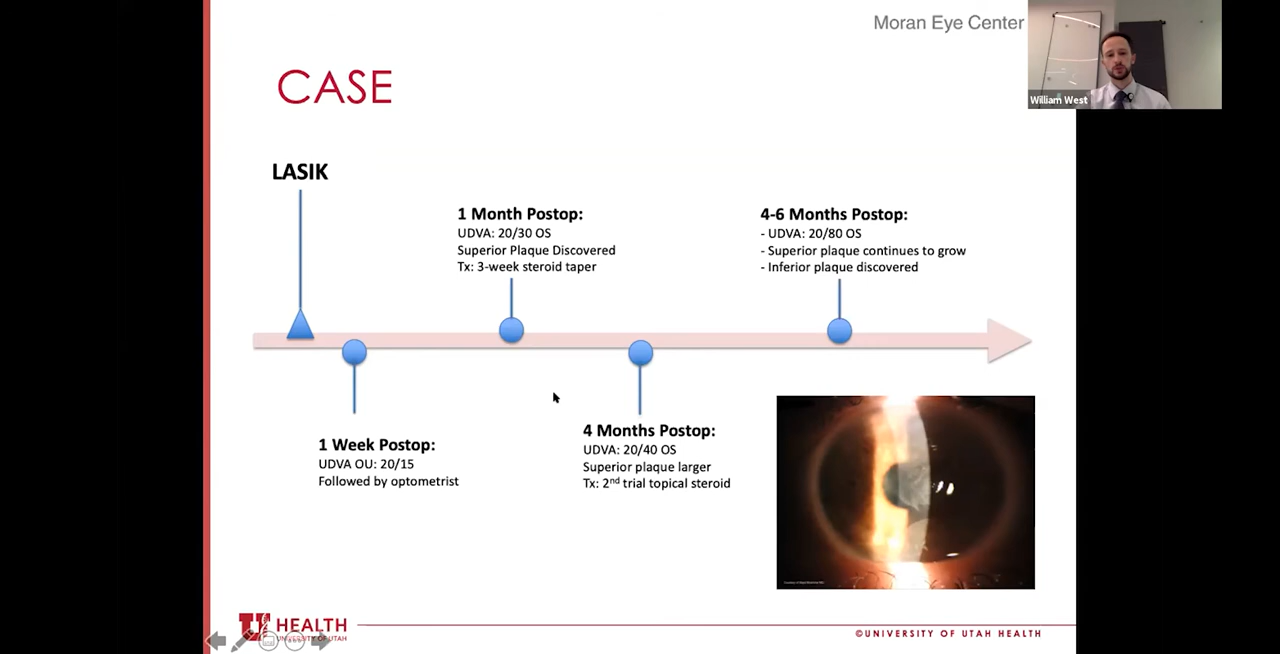 Moran Eye Center
William West
CASE
LASIK
1 Month Postop:
UDVA: 20/30 OS
Superior Plaque Discovered
Tx: 3-week steroid taper
4-6 Months Postop:
- UDVA: 20/80 OS
- Superior plaque continues to grow
- Inferior plaque discovered
1 Week Postop:
UDVA OU: 20/15
Followed by optometrist
4 Months Postop:
UDVA: 20/40 OS
Superior plaque larger
Tx: 2nd trial topical steroid
U HEALTH
UNIVERSITY OF UTAH
©UNIVERSITY OF UTAH HEALTH